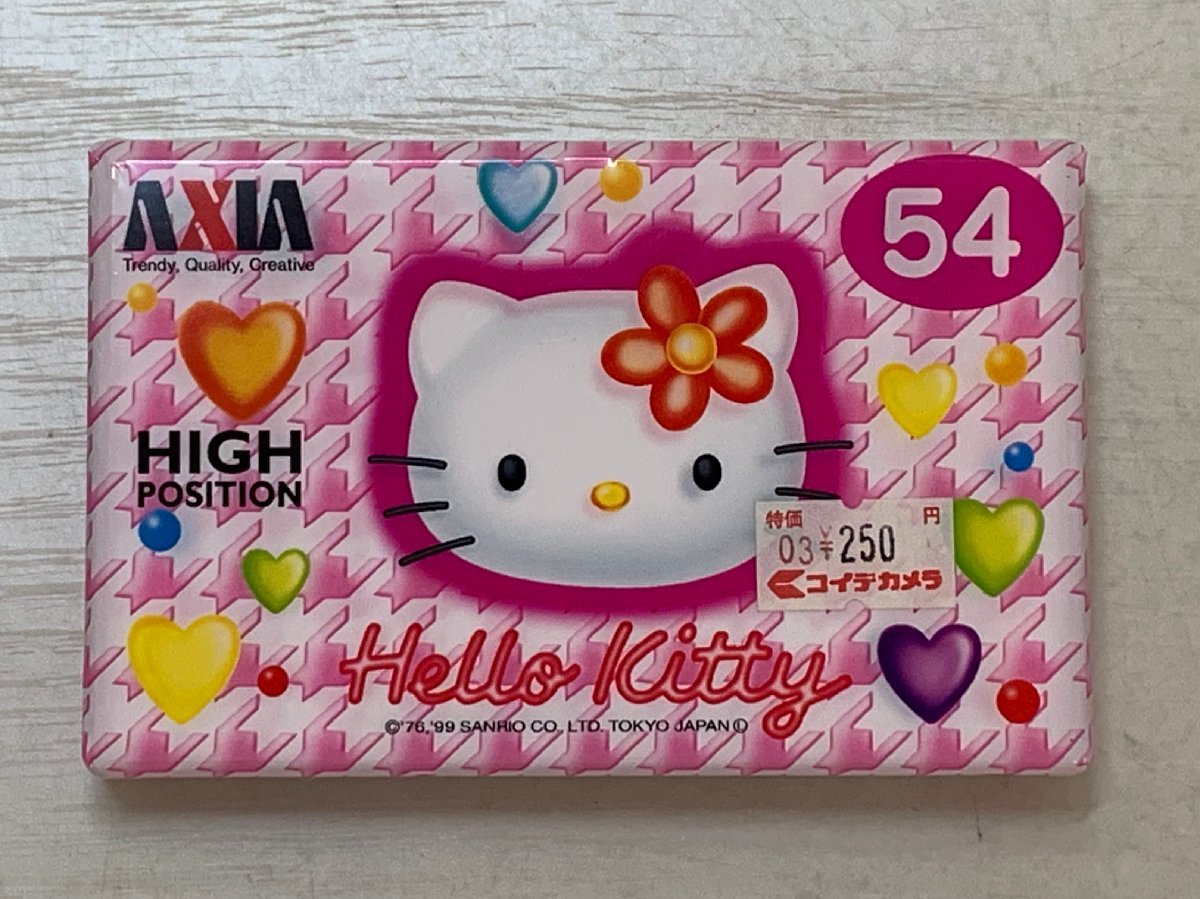 AXIA
Trendy, Quality, Creative
54
HIGH
POSITION
特価 円
03 ¥250
コイデカメラ
Hello Kitty
©'76,'99 SANRIO CO., LTD. TOKYO JAPAN Ⓛ